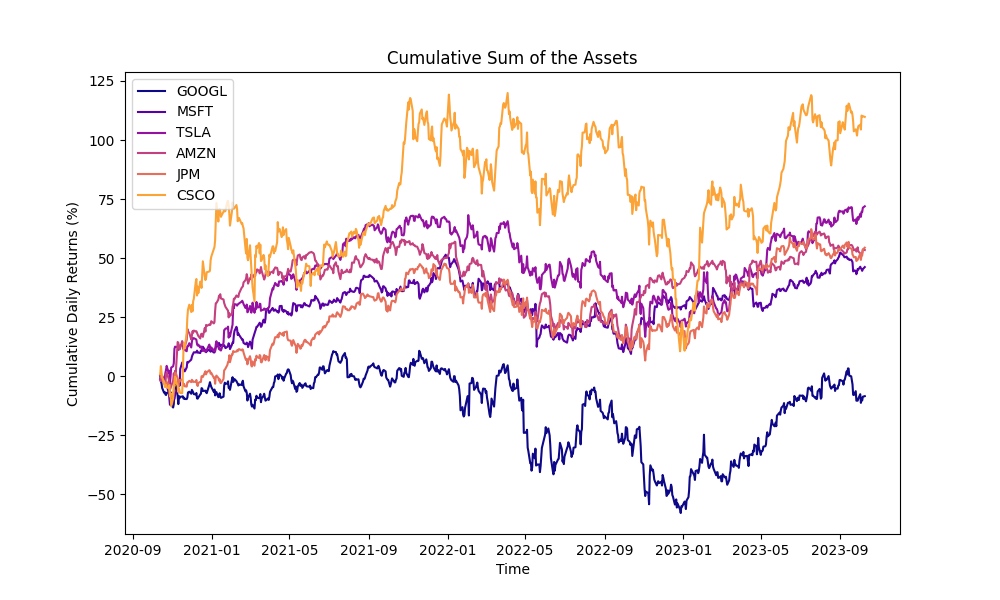 Cumulative Sum of the Assets
Cumulative Daily Returns (%)
125
100
75
50
25
0
−25
−50
GOOGL
MSFT
TSLA
AMZN
JPM
CSCO
2020-09 2021-01 2021-05 2021-09 2022-01 2022-05 2022-09 2023-01 2023-05 2023-09
Time